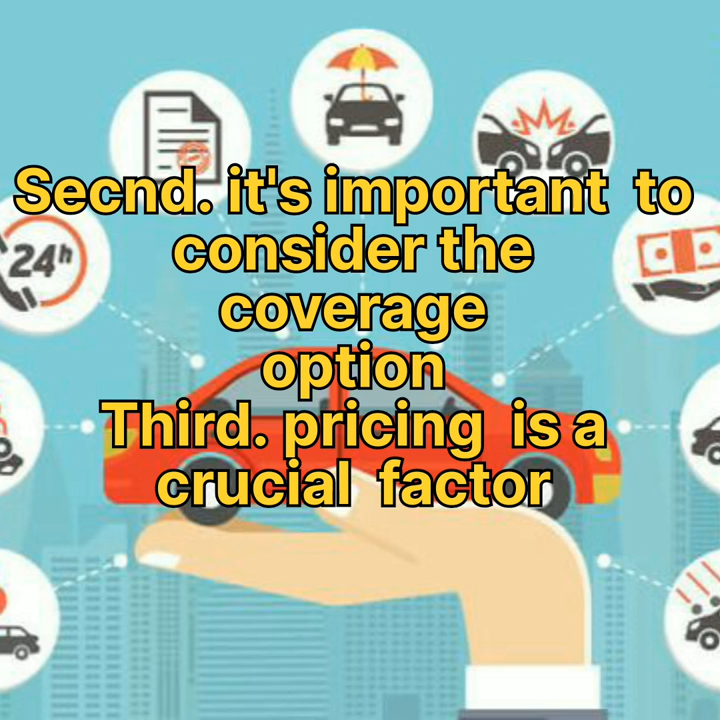 24h
Secnd. it's important  to
consider the
coverage
option
Third. pricing  is a
crucial  factor